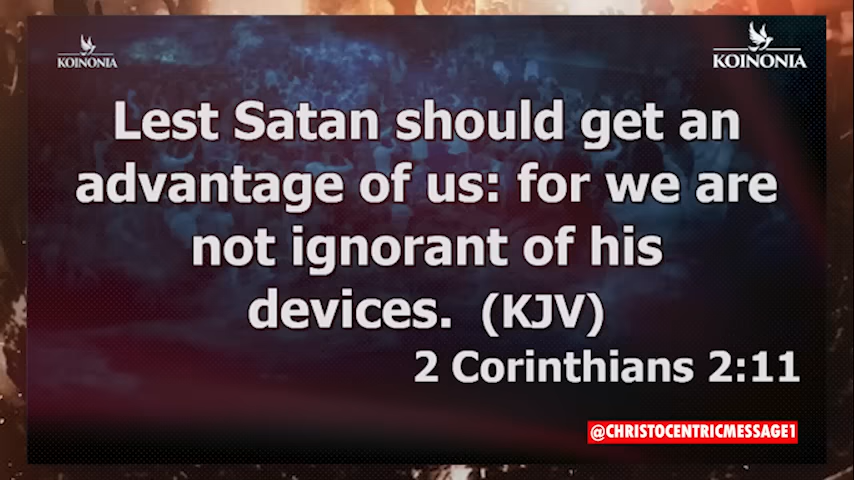 KOINONIA
KOINONIA
Lest Satan should get an
advantage of us: for we are
not ignorant of his
devices. (KJV)
2 Corinthians 2:11
@CHRISTOCENTRICMESSAGE1